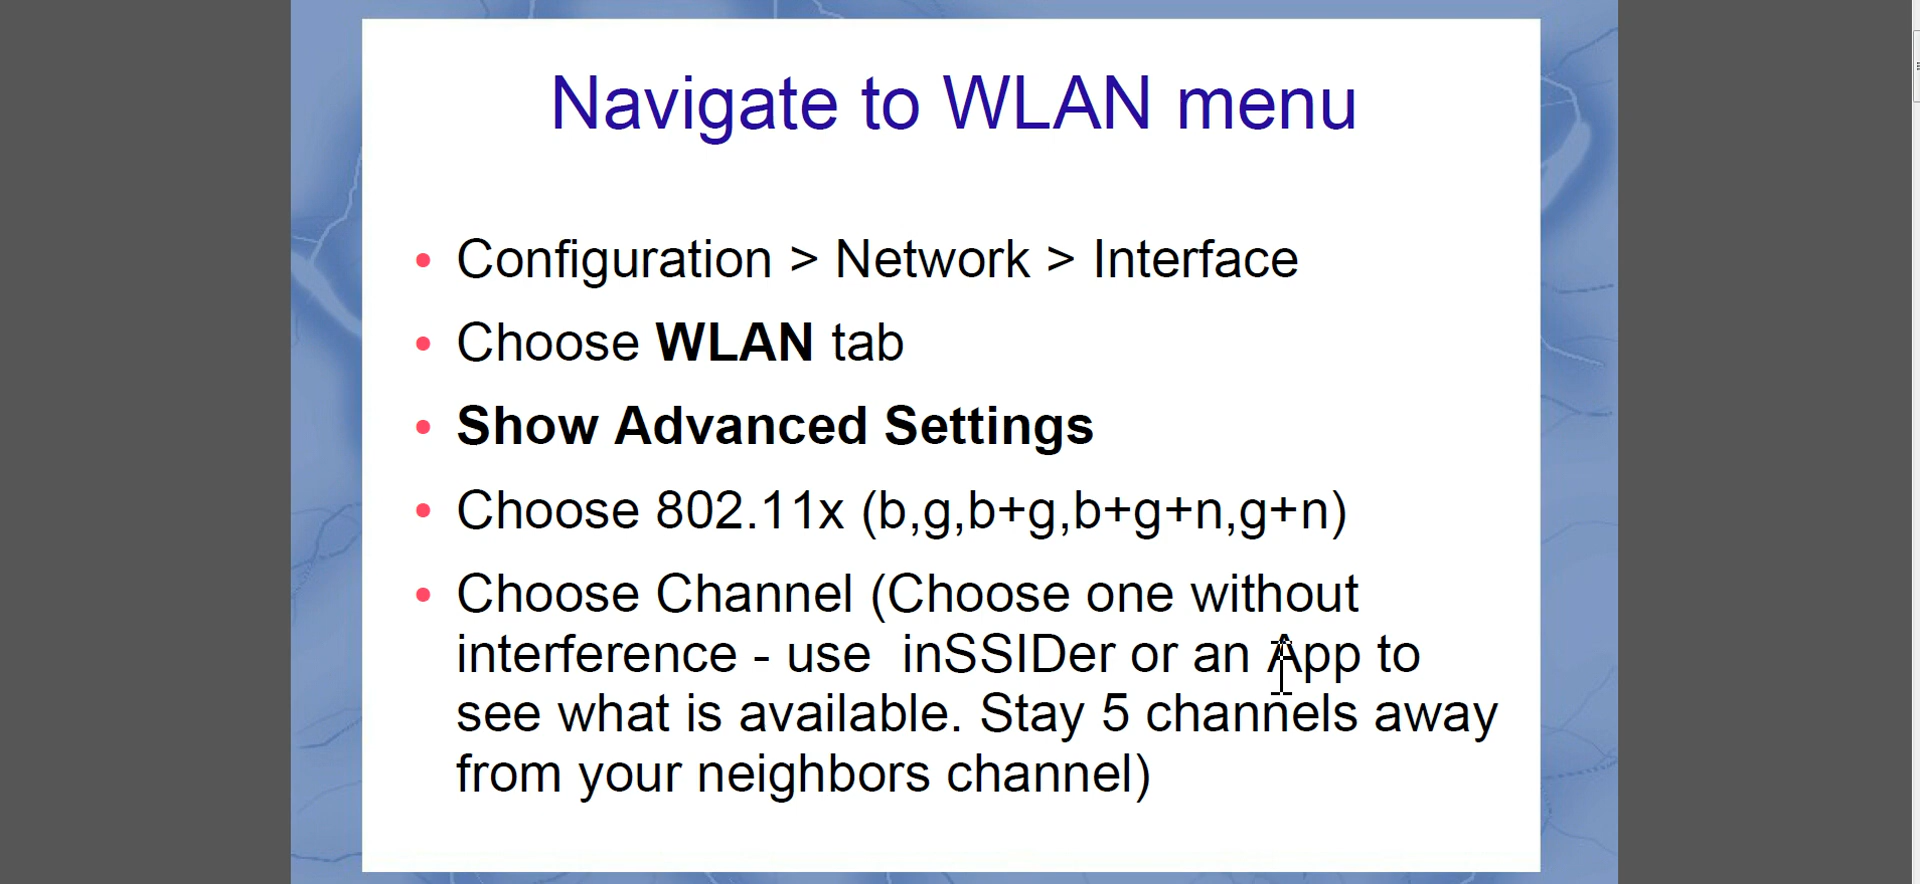 Navigate to WLAN menu
• Configuration > Network > Interface
• Choose WLAN tab
• Show Advanced Settings
• Choose 802.11x (b,g,b+g,b+g+n,g+n)
• Choose Channel (Choose one without
interference - use  inSSIDer or an App to
see what is available. Stay 5 channels away
from your neighbors channel)